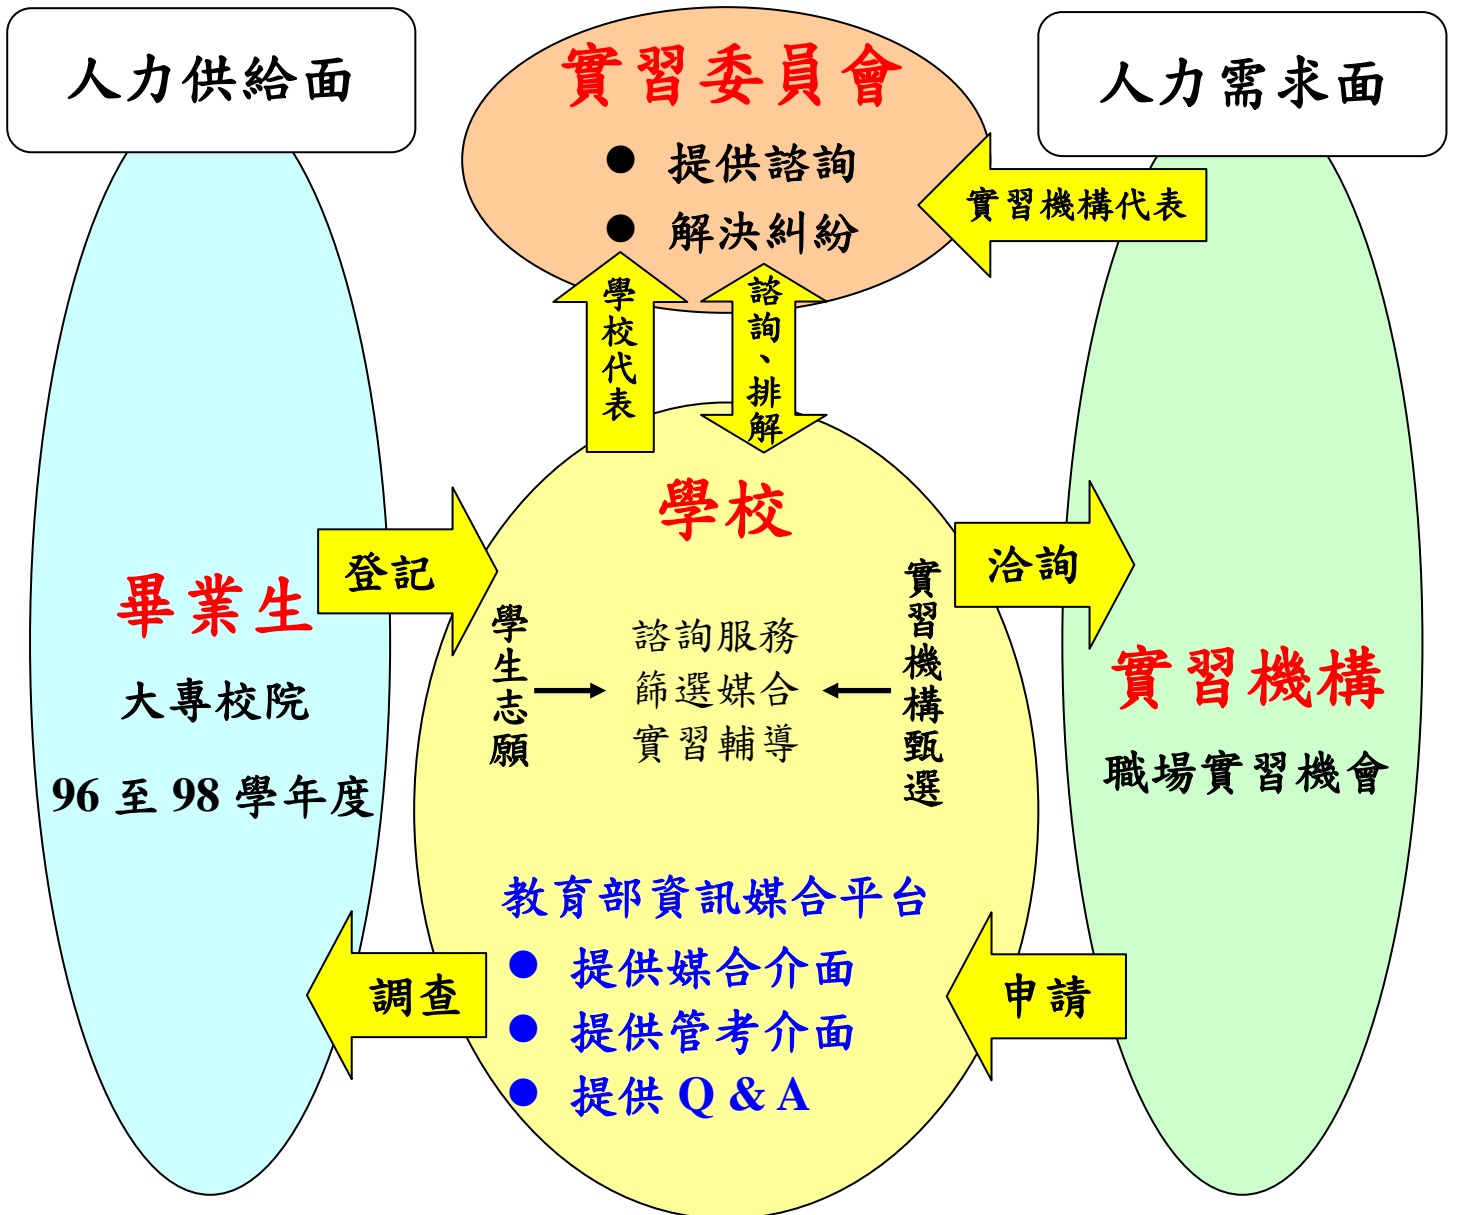 人力供給面
實習委員會
● 提供諮詢
● 解決糾紛
人力需求面
實習機構代表
學校代表
諮詢、排解
學校
登記
洽詢
畢業生
大專校院
96 至 98 學年度
學生志願
諮詢服務
篩選媒合
實習輔導
實習機構甄選
實習機構
職場實習機會
教育部資訊媒合平台
● 提供媒合介面
● 提供管考介面
● 提供 Q & A
調查
申請